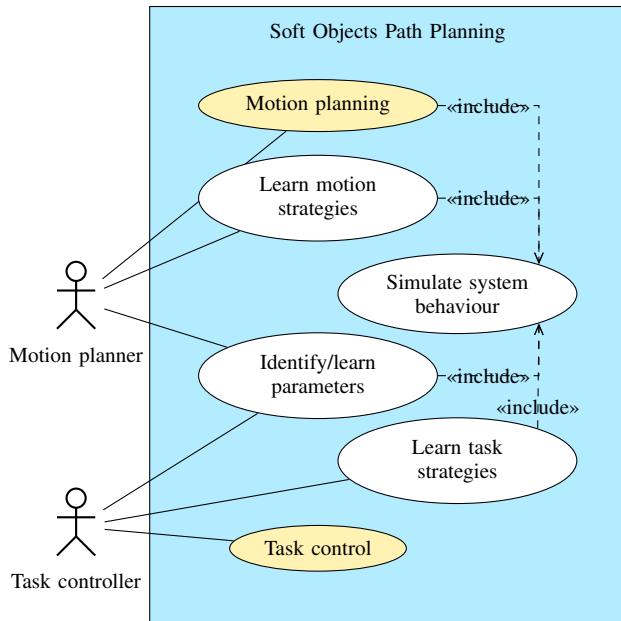 Soft Objects Path Planning
Motion planning
«include»
Learn motion
strategies
«include»
Simulate system
behaviour
Motion planner
Identify/learn
parameters
«include»
«include»
Learn task
strategies
Task control
Task controller